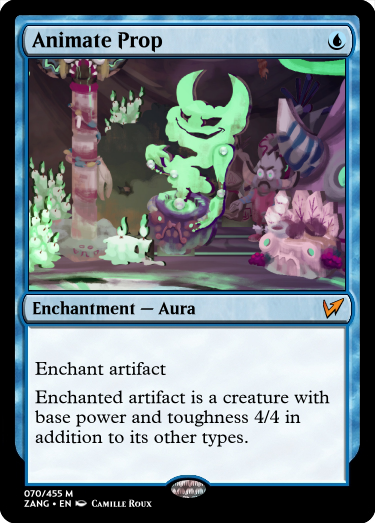 Animate Prop
Enchantment — Aura
Enchant artifact
Enchanted artifact is a creature with
base power and toughness 4/4 in
addition to its other types.
070/455 M
ZANG • EN Camille Roux